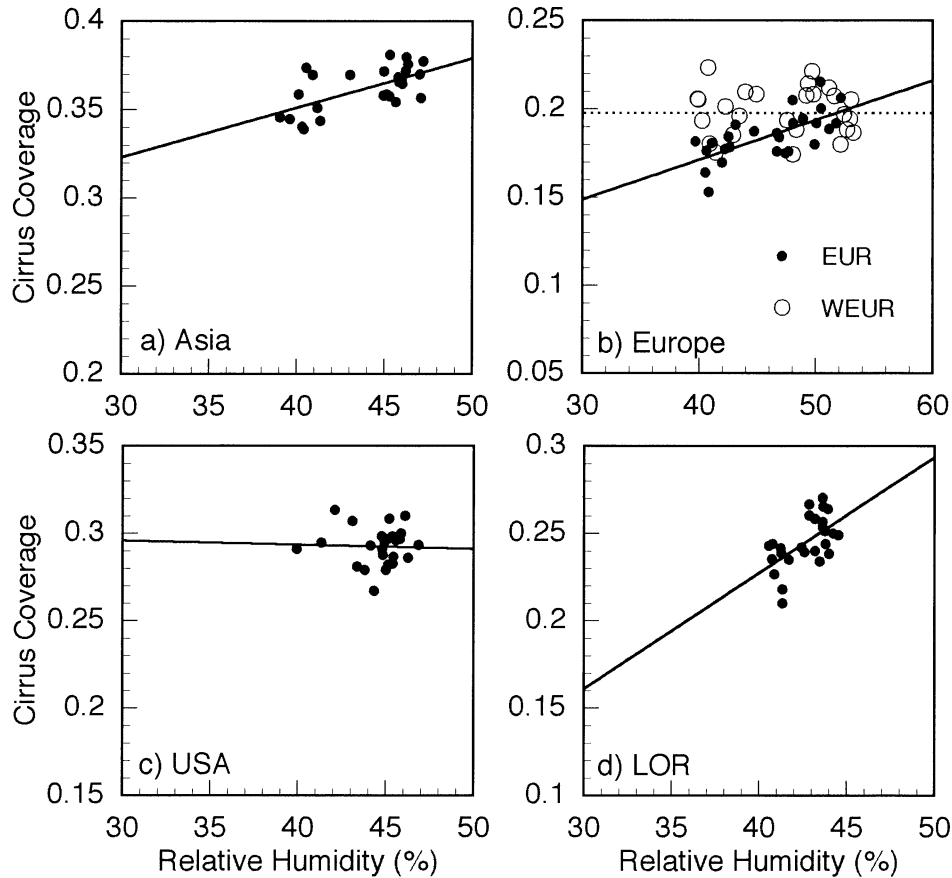 0.4
0.35
0.3
0.25
0.2
Cirrus Coverage
a) Asia
30 35 40 45 50
0.25
0.2
0.15
0.1
0.05
EUR
WEUR
b) Europe
30 40 50 60
0.35
0.3
0.25
0.2
0.15
Cirrus Coverage
c) USA
30 35 40 45 50
Relative Humidity (%)
0.3
0.25
0.2
0.15
0.1
d) LOR
30 35 40 45 50
Relative Humidity (%)